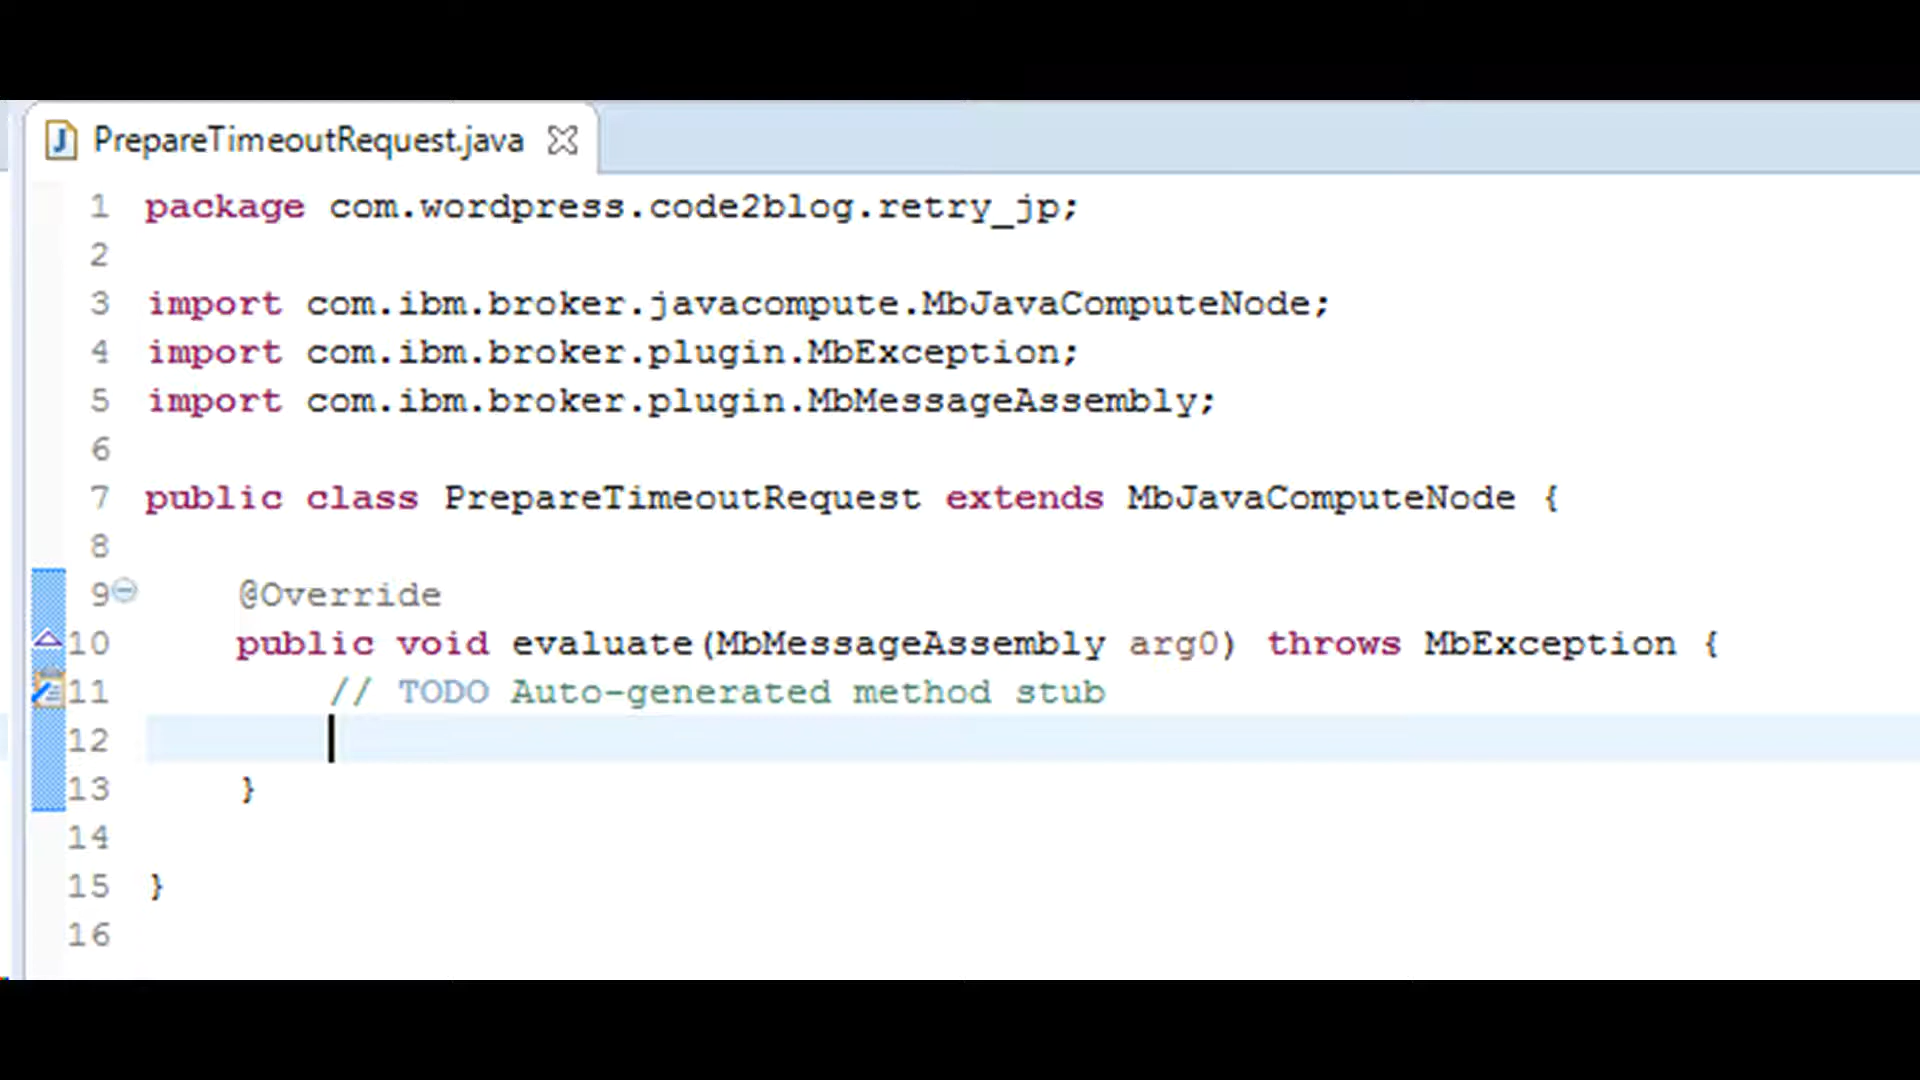 PrepareTimeoutRequest.java
1 package com.wordpress.code2blog.retry_jp;
2
3 import com.ibm.broker.javacompute.MbJavaComputeNode;
4 import com.ibm.broker.plugin.MbException;
5 import com.ibm.broker.plugin.MbMessageAssembly;
6
7 public class PrepareTimeoutRequest extends MbJavaComputeNode {
8
9 @Override
10 public void evaluate(MbMessageAssembly arg0) throws MbException {
11 // TODO Auto-generated method stub
12
13 }
14
15 }
16